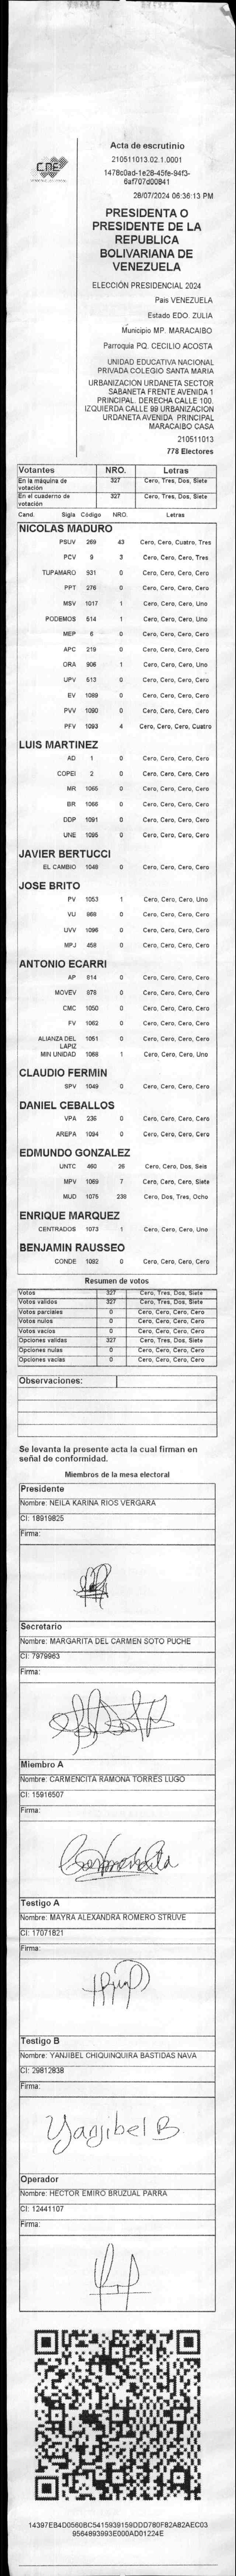 CNE
Acta de escrutinio
210511013.02.1.0001
1478c0ad-1e28-45fe-94f3-
6af707d00841
28/07/2024 06:36:13 PM
PRESIDENTA O
PRESIDENTE DE LA
REPUBLICA
BOLIVARIANA DE
VENEZUELA
ELECCIÓN PRESIDENCIAL 2024
Pais VENEZUELA
Estado EDO. ZULIA
Municipio MP. MARACAIBO
Parroquia PQ. CECILIO ACOSTA
UNIDAD EDUCATIVA NACIONAL
PRIVADA COLEGIO SANTA MARIA
URBANIZACION URDANETA SECTOR
SABANETA FRENTE AVENIDA 1
PRINCIPAL. DERECHA CALLE 100.
IZQUIERDA CALLE 99 URBANIZACION
URDANETA AVENIDA PRINCIPAL
MARACAIBO CASA
210511013
778 Electores
Votantes NRO. Letras
En la máquina de votación 327 Cero, Tres, Dos, Siete
En el cuaderno de votación 327 Cero, Tres, Dos, Siete
Cand. Sigla Código NRO. Letras
NICOLAS MADURO
PSUV 269 43 Cero, Cero, Cuatro, Tres
PCV 9 3 Cero, Cero, Cero, Tres
TUPAMARO 931 0 Cero, Cero, Cero, Cero
PPT 276 0 Cero, Cero, Cero, Cero
MSV 1017 1 Cero, Cero, Cero, Uno
PODEMOS 514 1 Cero, Cero, Cero, Uno
MEP 6 0 Cero, Cero, Cero, Cero
APC 219 0 Cero, Cero, Cero, Cero
ORA 906 1 Cero, Cero, Cero, Uno
UPV 513 0 Cero, Cero, Cero, Cero
EV 1089 0 Cero, Cero, Cero, Cero
PVV 1090 0 Cero, Cero, Cero, Cero
PFV 1093 4 Cero, Cero, Cero, Cuatro
LUIS MARTINEZ
AD 1 0 Cero, Cero, Cero, Cero
COPEI 2 0 Cero, Cero, Cero, Cero
MR 1065 0 Cero, Cero, Cero, Cero
BR 1066 0 Cero, Cero, Cero, Cero
DDP 1091 0 Cero, Cero, Cero, Cero
UNE 1095 0 Cero, Cero, Cero, Cero
JAVIER BERTUCCI
EL CAMBIO 1048 0 Cero, Cero, Cero, Cero
JOSE BRITO
PV 1053 1 Cero, Cero, Cero, Uno
VU 0 Cero, Cero, Cero, Cero
UVV 1096 0 Cero, Cero, Cero, Cero
MPJ 458 0 Cero, Cero, Cero, Cero
ANTONIO ECARRI
AP 814 0 Cero, Cero, Cero, Cero
MOVEV 0 Cero, Cero, Cero, Cero
CMC 1050 0 Cero, Cero, Cero, Cero
FV 1062 0 Cero, Cero, Cero, Cero
ALIANZA DEL LAPIZ 1051 0 Cero, Cero, Cero, Cero
MIN UNIDAD 1068 1 Cero, Cero, Cero, Uno
CLAUDIO FERMIN
SPV 1049 0 Cero, Cero, Cero, Cero
DANIEL CEBALLOS
VPA 236 0 Cero, Cero, Cero, Cero
AREPA 1094 0 Cero, Cero, Cero, Cero
EDMUNDO GONZALEZ
UNTC 460 26 Cero, Cero, Dos, Seis
MPV 1069 7 Cero, Cero, Cero, Siete
MUD 1075 238 Cero, Dos, Tres, Ocho
ENRIQUE MARQUEZ
CENTRADOS 1073 1 Cero, Cero, Cero, Uno
BENJAMIN RAUSSEO
CONDE 1082 0 Cero, Cero, Cero, Cero
Resumen de votos
Votos 327 Cero, Tres, Dos, Siete
Votos validos 327 Cero, Tres, Dos, Siete
Votos parciales 0 Cero, Cero, Cero, Cero
Votos nulos 0 Cero, Cero, Cero, Cero
Votos vacios 0 Cero, Cero, Cero, Cero
Opciones validas 327 Cero, Tres, Dos, Siete
Opciones nulas 0 Cero, Cero, Cero, Cero
Opciones vacias 0 Cero, Cero, Cero, Cero
Observaciones:
Se levanta la presente acta la cual firman en
señal de conformidad.
Miembros de la mesa electoral
Presidente
Nombre: NEILA KARINA RIOS VERGARA
CI: 18919825
Firma:
Secretario
Nombre: MARGARITA DEL CARMEN SOTO PUCHE
CI: 7979963
Firma:
Miembro A
Nombre: CARMENCITA RAMONA TORRES LUGO
CI: 15916507
Firma:
Carmencita
Testigo A
Nombre: MAYRA ALEXANDRA ROMERO STRUVE
CI: 17071821
Firma:
Testigo B
Nombre: YANJIBEL CHIQUINQUIRA BASTIDAS NAVA
CI: 29812838
Firma:
Yanjibel B
Operador
Nombre: HECTOR EMIRO BRUZUAL PARRA
CI: 12441107
Firma:
14397EB4D0560BC5415939159DDD780F82A82AEC03
9564893993E000AD01224E